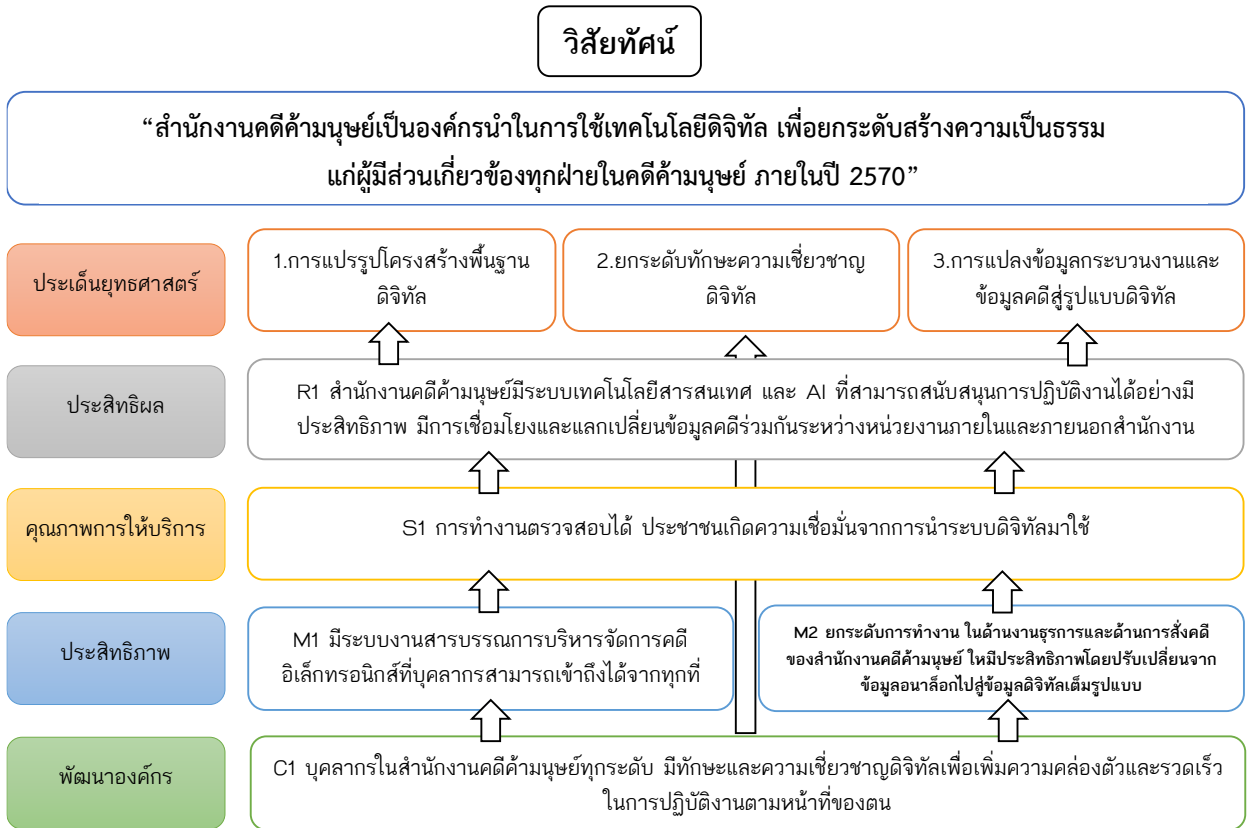 วิสัยทัศน์
“สำนักงานคดีค้ามนุษย์เป็นองค์กรนำในการใช้เทคโนโลยีดิจิทัล เพื่อยกระดับสร้างความเป็นธรรม
แก่ผู้มีส่วนเกี่ยวข้องทุกฝ่ายในคดีค้ามนุษย์ ภายในปี 2570”
ประเด็นยุทธศาสตร์
1.การแปรรูปโครงสร้างพื้นฐาน
ดิจิทัล
2.ยกระดับทักษะความเชี่ยวชาญ
ดิจิทัล
3.การแปลงข้อมูลกระบวนงานและ
ข้อมูลคดีสู่รูปแบบดิจิทัล
ประสิทธิผล
R1 สำนักงานคดีค้ามนุษย์มีระบบเทคโนโลยีสารสนเทศ และ AI ที่สามารถสนับสนุนการปฏิบัติงานได้อย่างมี
ประสิทธิภาพ มีการเชื่อมโยงและแลกเปลี่ยนข้อมูลคดีร่วมกันระหว่างหน่วยงานภายในและภายนอกสำนักงาน
คุณภาพการให้บริการ
S1 การทำงานตรวจสอบได้ ประชาชนเกิดความเชื่อมั่นจากการนำระบบดิจิทัลมาใช้
ประสิทธิภาพ
M1 มีระบบงานสารบรรณการบริหารจัดการคดี
อิเล็กทรอนิกส์ที่บุคลากรสามารถเข้าถึงได้จากทุกที่
M2 ยกระดับการทำงาน ในด้านงานธุรการและด้านการสั่งคดี
ของสำนักงานคดีค้ามนุษย์ ใหมีประสิทธิภาพโดยปรับเปลี่ยนจาก
ข้อมูลอนาล็อกไปสู่ข้อมูลดิจิทัลเต็มรูปแบบ
พัฒนาองค์กร
C1 บุคลากรในสำนักงานคดีค้ามนุษย์ทุกระดับ มีทักษะและความเชี่ยวชาญดิจิทัลเพื่อเพิ่มความคล่องตัวและรวดเร็ว
ในการปฏิบัติงานตามหน้าที่ของตน